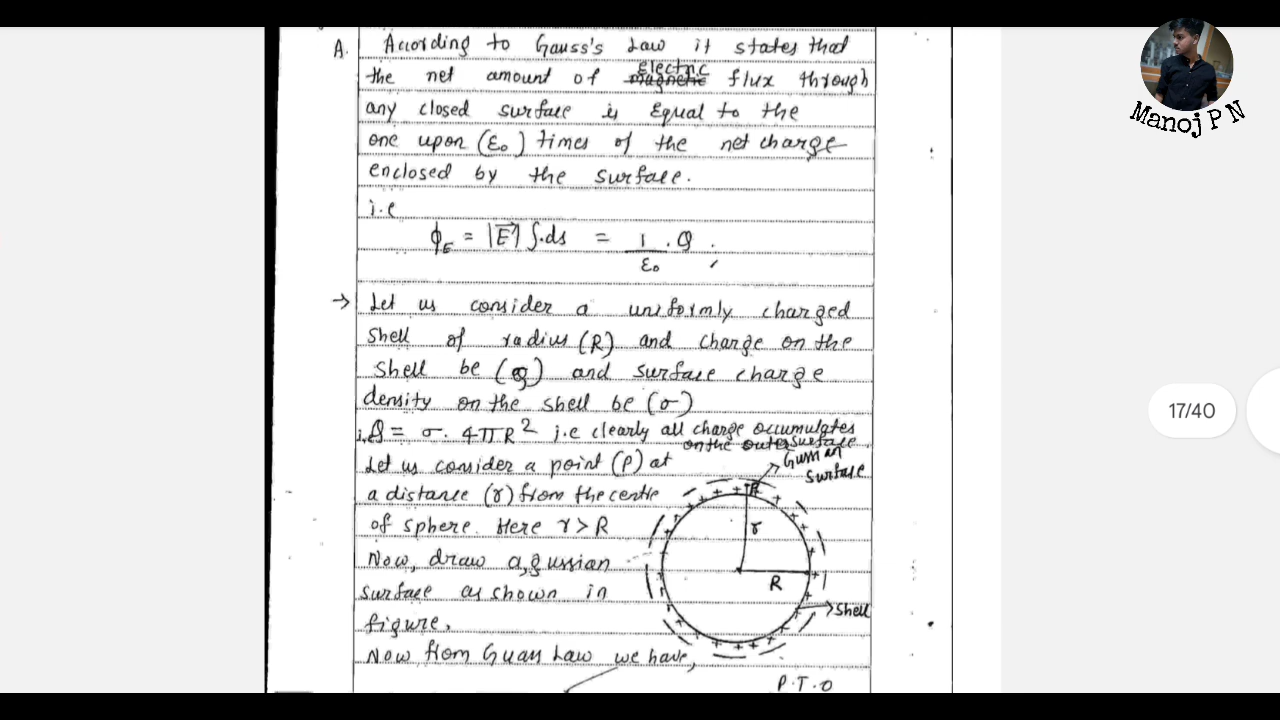 A. According to Gauss's Law it states that
the net amount of electric magnetic flux through
any closed surface is Equal to the
one upon (ε₀) times of the net charge
enclosed by the surface.
i.e
ϕE = |E⃗| ∫.ds = 1/ε₀ . Q ;
→ Let us consider a uniformly charged
shell of radius (R) and charge on the
shell be (Q) and surface charge
density on the shell be (σ)
Q = σ. 4πR² i.e clearly all charge occumulates
on the outer surface
Let us consider a point (P) at
a distance (r) from the centre
of sphere. Here r > R
Now, draw a gussian
surface as shown in
figure.
Now from Guass Law we have,
P.T.O
Gussian
surface
P
r
R
Shell
Manoj P N
17/40